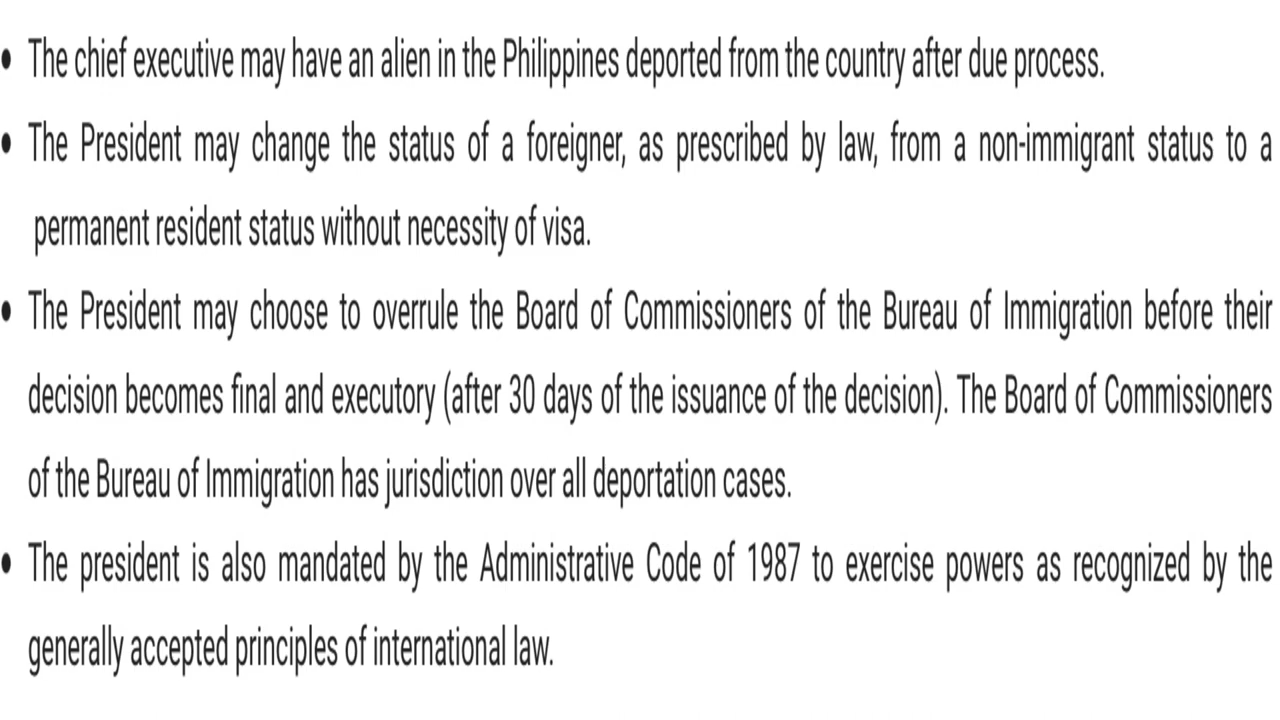 • The chief executive may have an alien in the Philippines deported from the country after due process.
• The President may change the status of a foreigner, as prescribed by law, from a non-immigrant status to a
permanent resident status without necessity of visa.
• The President may choose to overrule the Board of Commissioners of the Bureau of Immigration before their
decision becomes final and executory (after 30 days of the issuance of the decision). The Board of Commissioners
of the Bureau of Immigration has jurisdiction over all deportation cases.
• The president is also mandated by the Administrative Code of 1987 to exercise powers as recognized by the
generally accepted principles of international law.